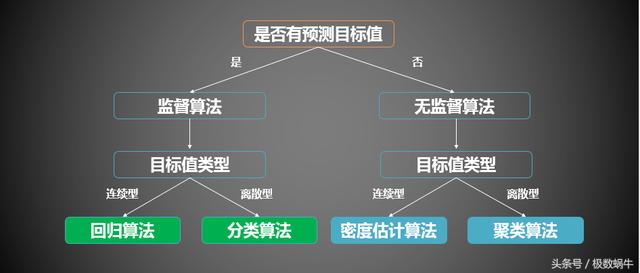 是否有预测目标值
是
否
监督算法
无监督算法
目标值类型
目标值类型
连续型
离散型
连续型
离散型
回归算法
分类算法
密度估计算法
聚类算法
头条号 / 极数蜗牛